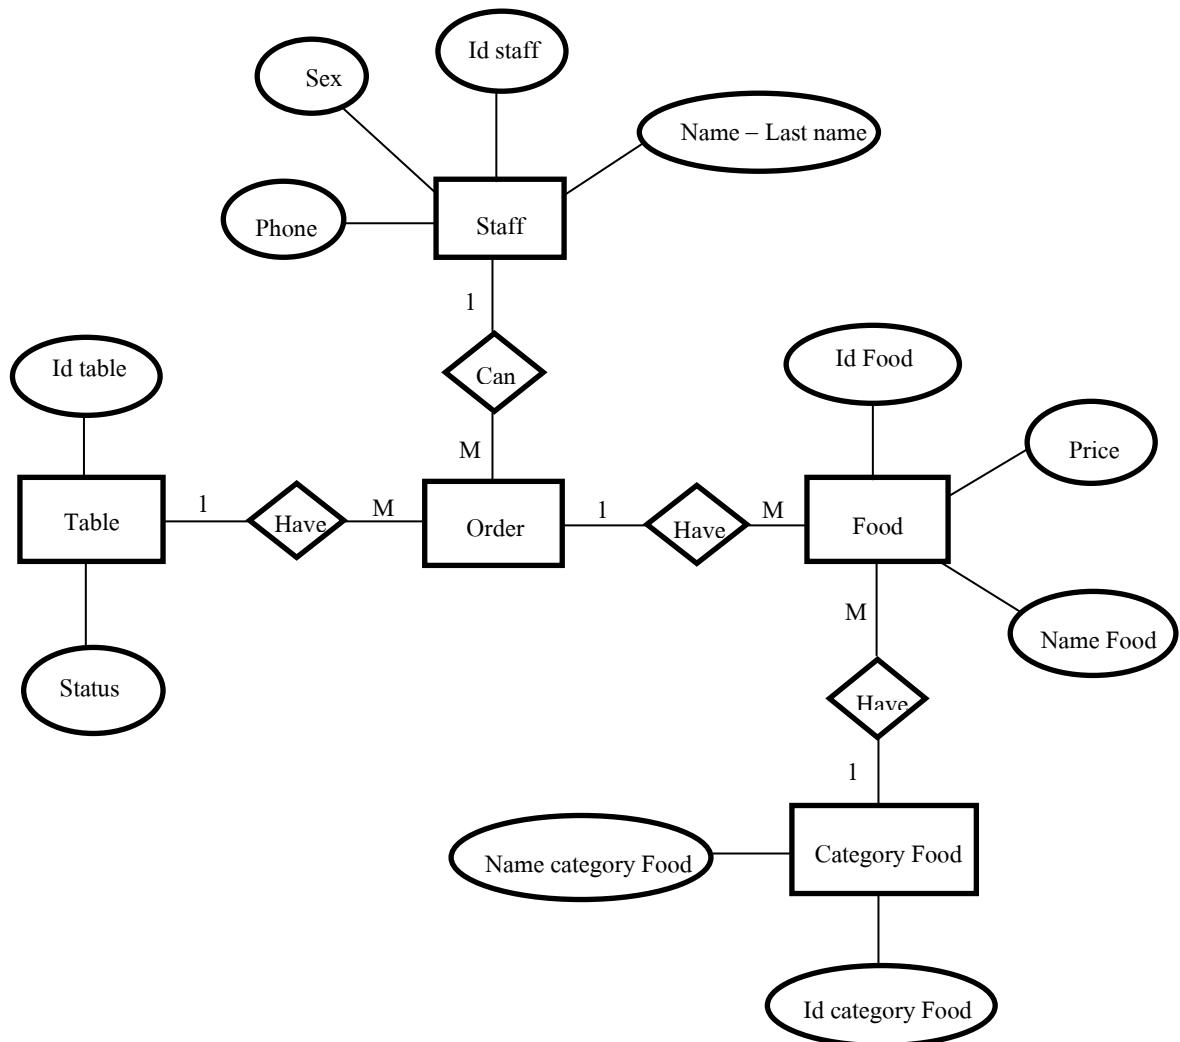 Id staff
Sex
Name – Last name
Phone
Staff
1
Can
Id table
Id Food
Price
M
Table
1
Have
M
Order
1
Have
M
Food
M
Name Food
Status
Have
1
Name category Food
Category Food
Id category Food